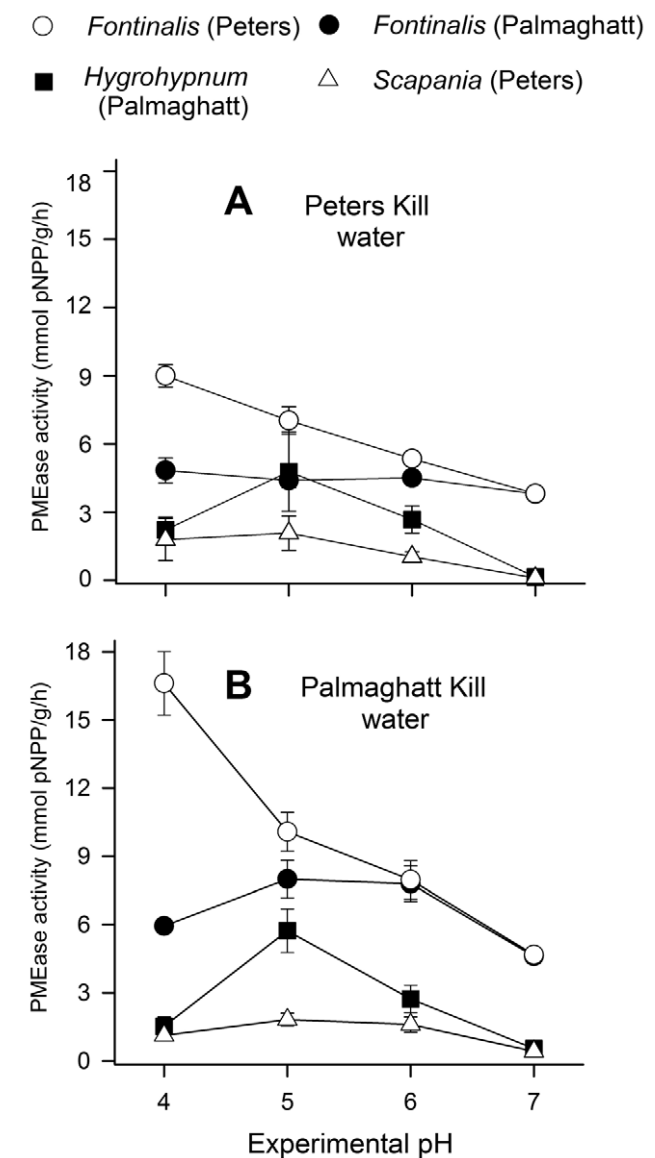 Fontinalis (Peters)
Fontinalis (Palmaghatt)
Hygrohypnum
(Palmaghatt)
Scapania (Peters)
PMEase activity (mmol pNPP/g/h)
18
15
12
9
6
3
0
A
Peters Kill
water
PMEase activity (mmol pNPP/g/h)
18
15
12
9
6
3
0
B
Palmaghatt Kill
water
4 5 6 7
Experimental pH